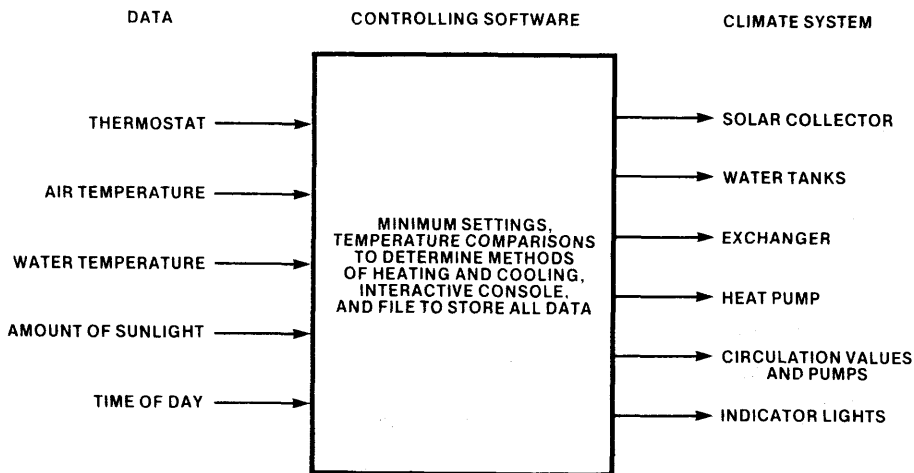 DATA
CONTROLLING SOFTWARE
CLIMATE SYSTEM
THERMOSTAT
AIR TEMPERATURE
WATER TEMPERATURE
AMOUNT OF SUNLIGHT
TIME OF DAY
MINIMUM SETTINGS,
TEMPERATURE COMPARISONS
TO DETERMINE METHODS
OF HEATING AND COOLING,
INTERACTIVE CONSOLE,
AND FILE TO STORE ALL DATA
SOLAR COLLECTOR
WATER TANKS
EXCHANGER
HEAT PUMP
CIRCULATION VALUES
AND PUMPS
INDICATOR LIGHTS